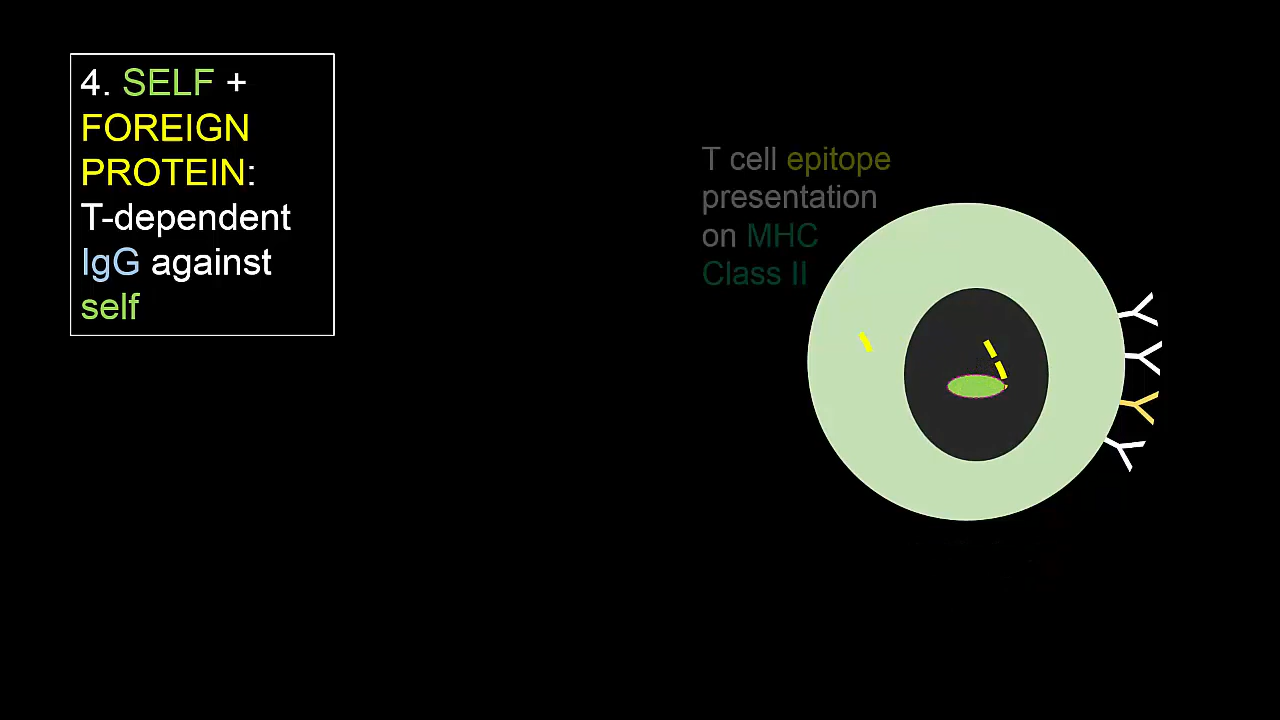 4. SELF +
FOREIGN
PROTEIN:
T-dependent
IgG against
self
T cell epitope
presentation
on MHC
Class II